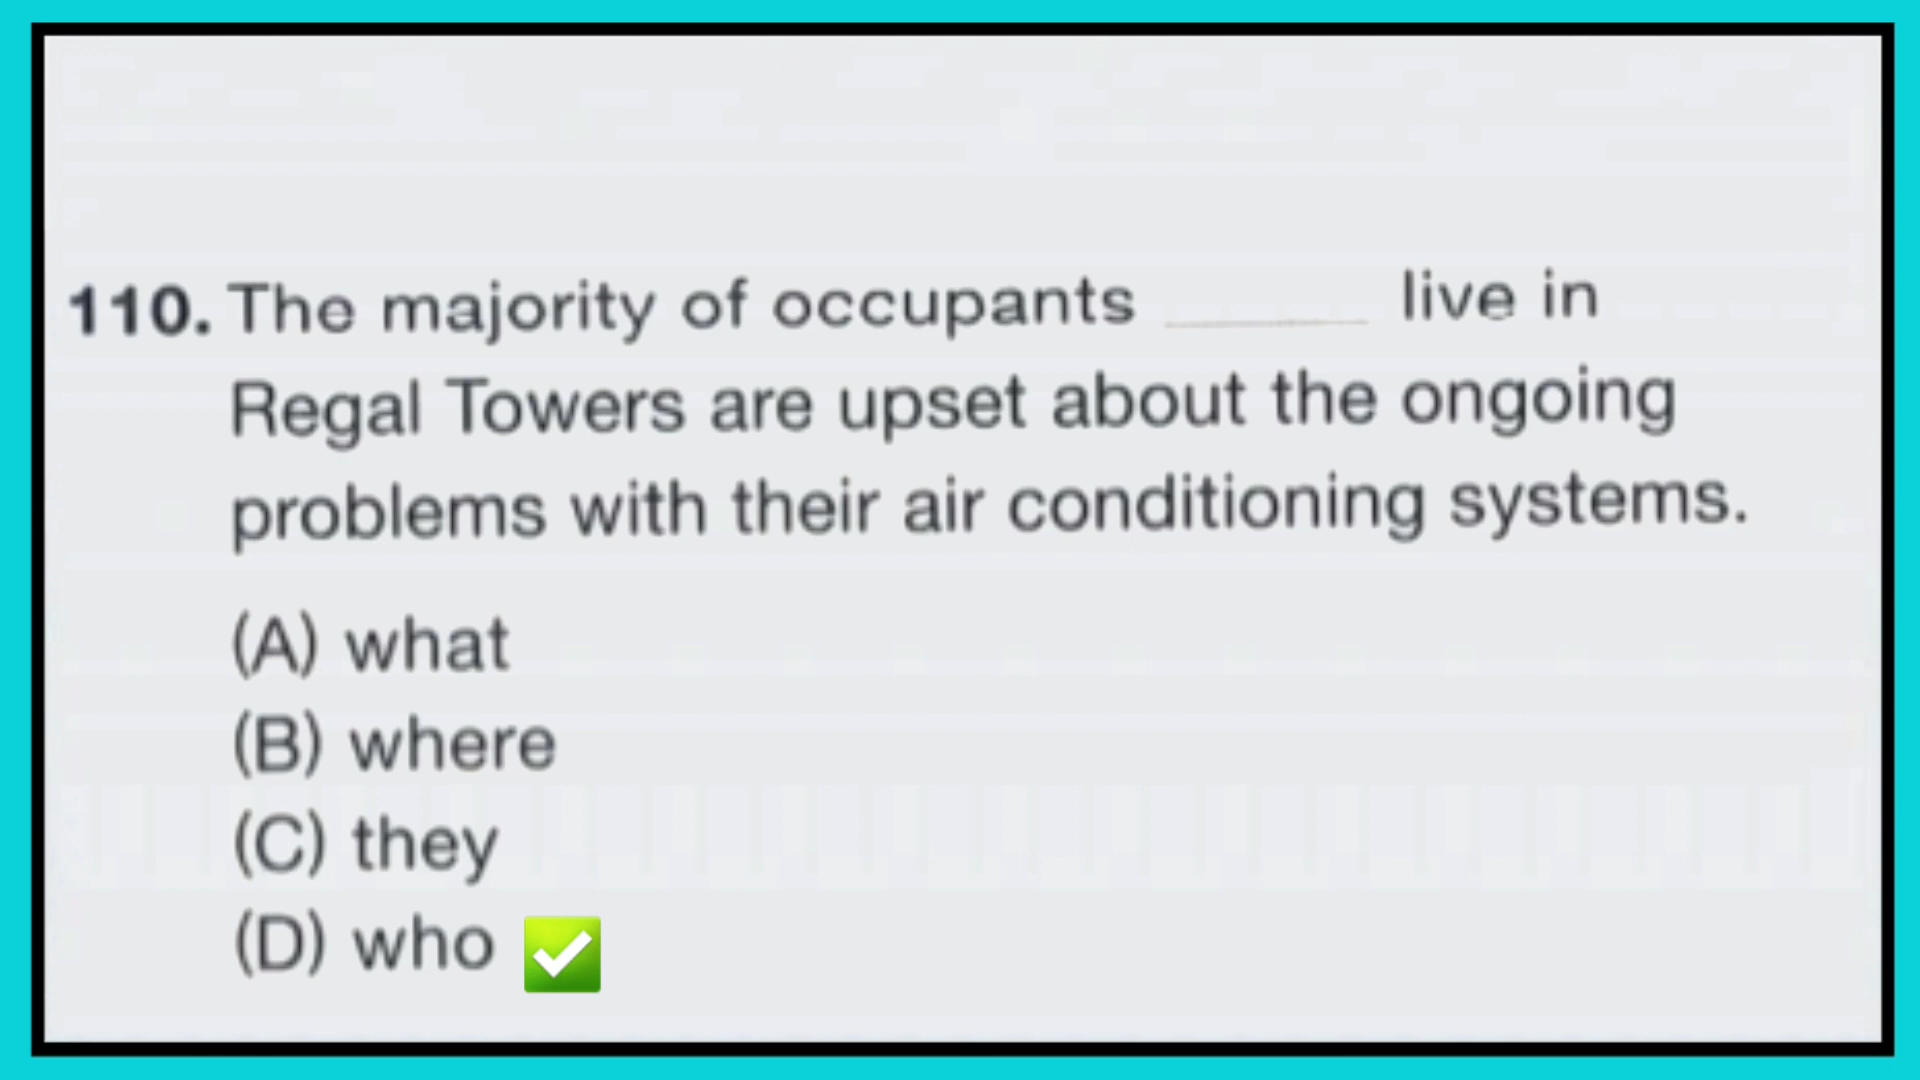 110. The majority of occupants ______ live in
Regal Towers are upset about the ongoing
problems with their air conditioning systems.
(A) what
(B) where
(C) they
(D) who ✅